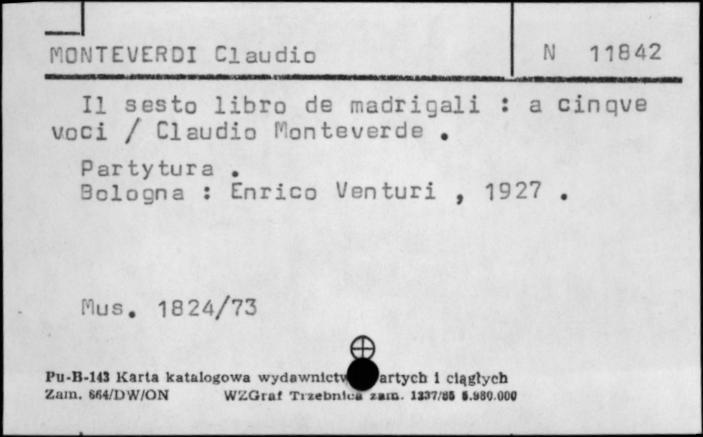 MONTEVERDI Claudio N 11842
Il sesto libro de madrigali : a cinqve
voci / Claudio Monteverde .
Partytura .
Bologna : Enrico Venturi , 1927 .
Mus. 1824/73
Pu-B-143 Karta katalogowa wydawnictw artych i ciągłych
Zam. 664/DW/ON WZGraf Trzebnica zam. 1337/85 5.980.000